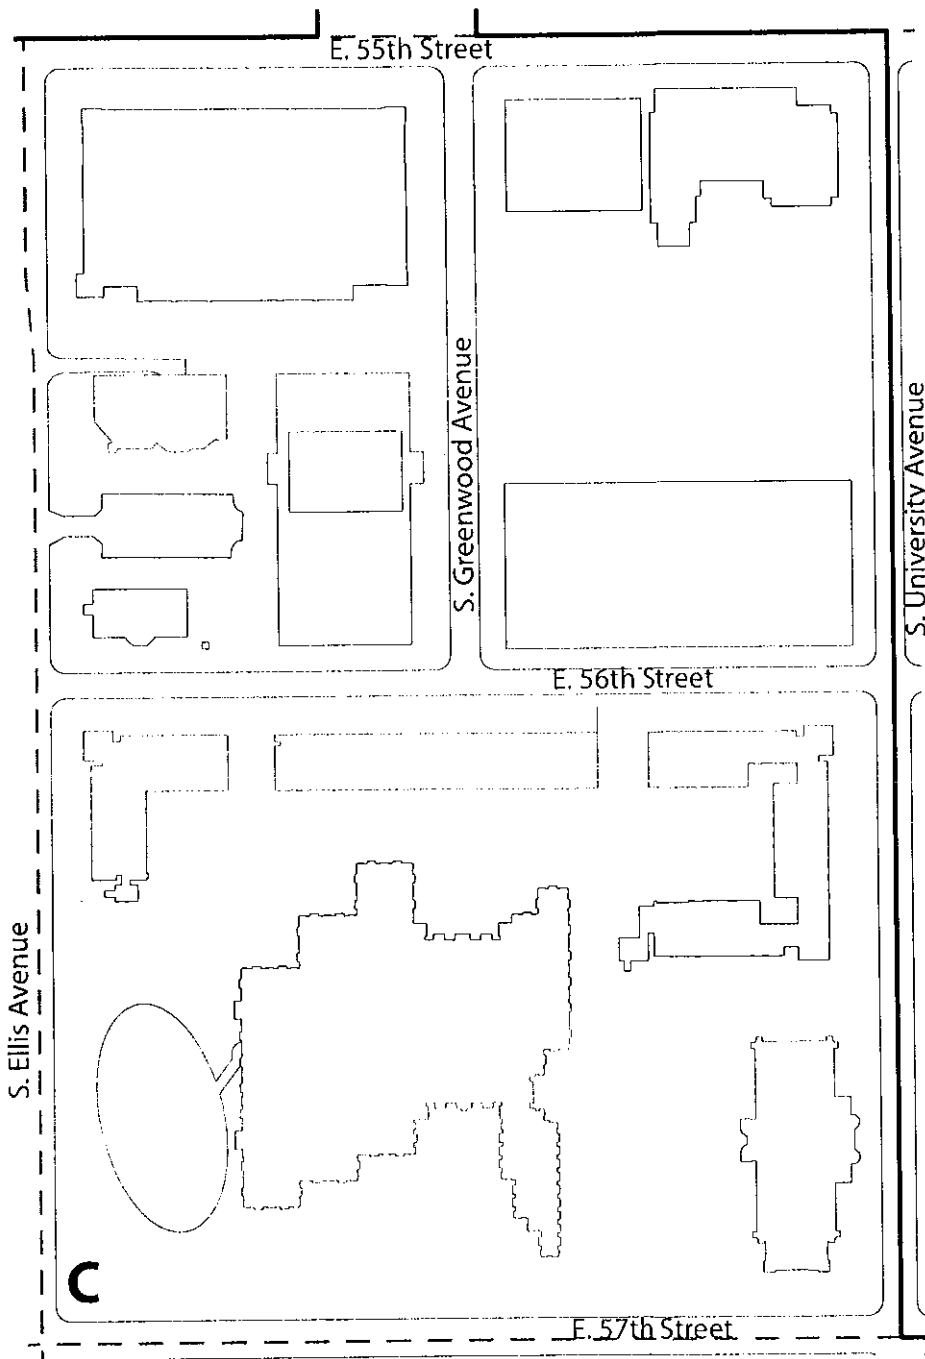 E. 55th Street
S. Greenwood Avenue
S. University Avenue
E. 56th Street
S. Ellis Avenue
C
E. 57th Street